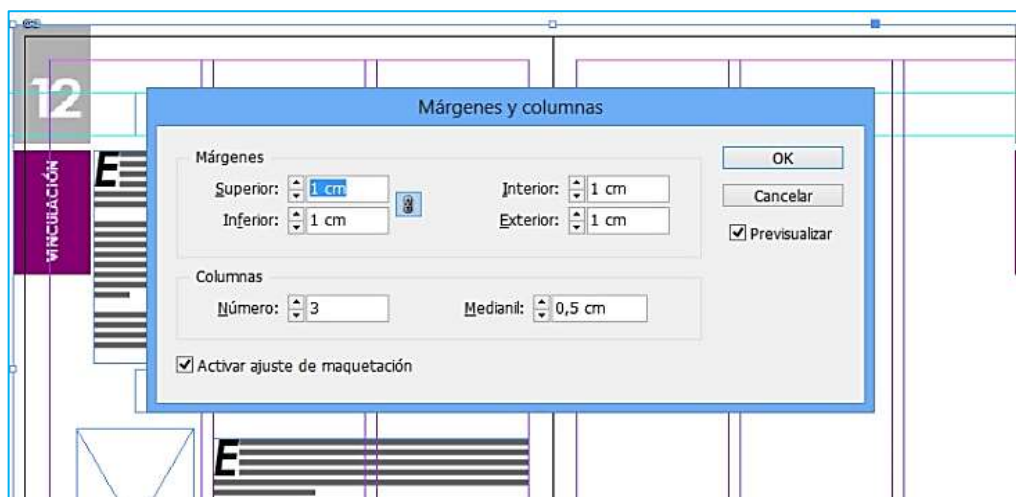 12
Márgenes y columnas
VINCULACIÓN
E
Márgenes
Superior: 1 cm
Interior: 1 cm
Inferior: 1 cm
Exterior: 1 cm
OK
Cancelar
Previsualizar
Columnas
Número: 3
Medianil: 0,5 cm
Activar ajuste de maquetación
E